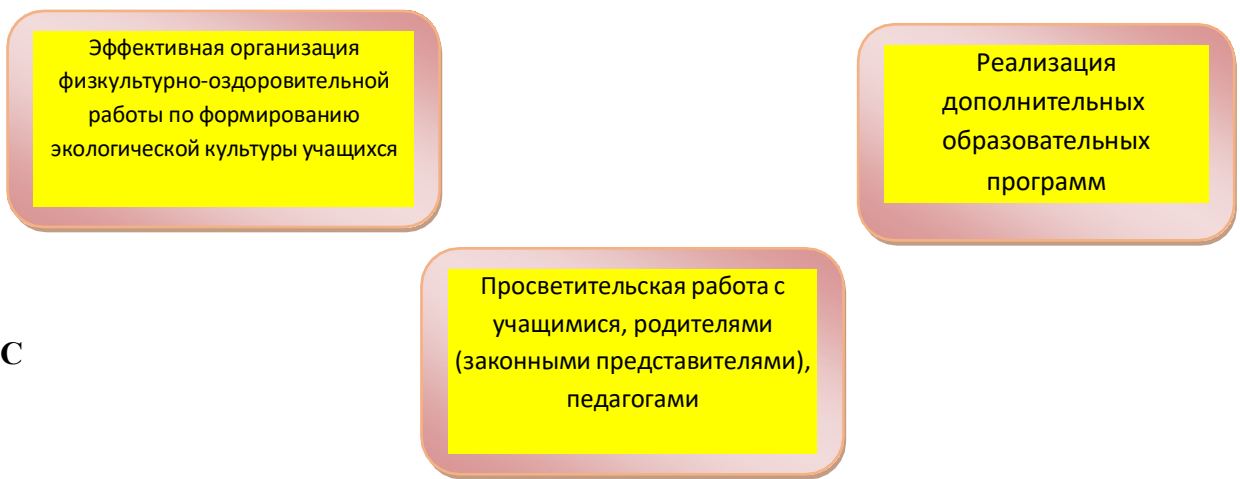 Эффективная организация
физкультурно-оздоровительной
работы по формированию
экологической культуры учащихся
Реализация
дополнительных
образовательных
программ
Просветительская работа с
учащимися, родителями
(законными представителями),
педагогами
С